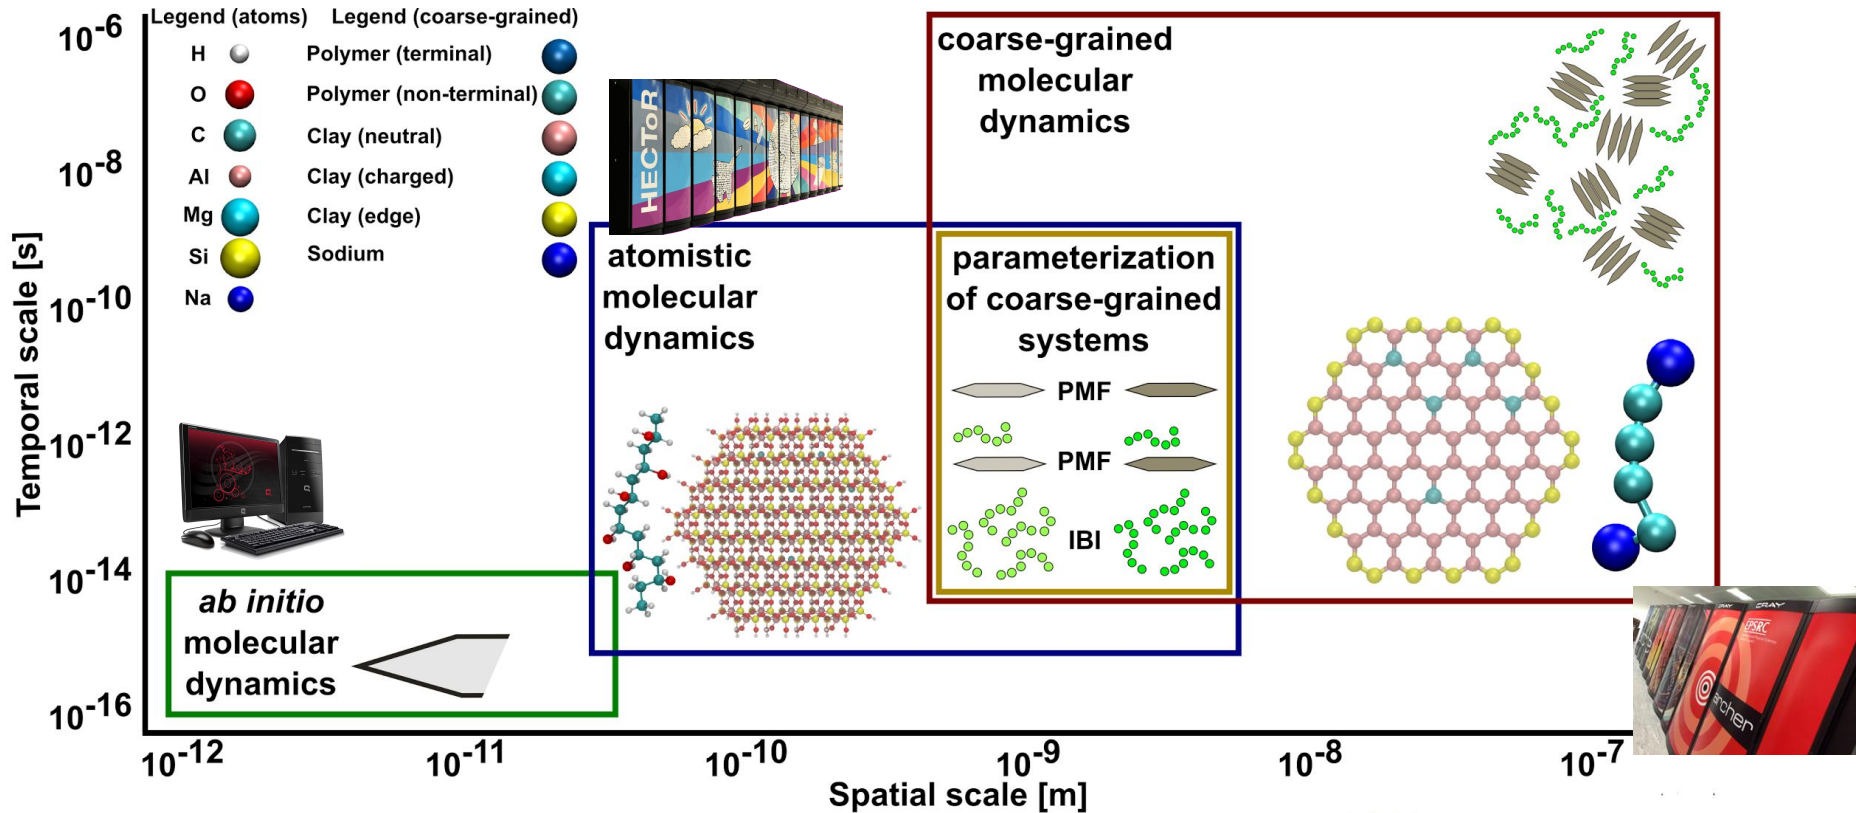 Legend (atoms)
Legend (coarse-grained)
H
O
C
Al
Mg
Si
Na
Polymer (terminal)
Polymer (non-terminal)
Clay (neutral)
Clay (charged)
Clay (edge)
Sodium
HECToR
coarse-grained
molecular
dynamics
atomistic
molecular
dynamics
parameterization
of coarse-grained
systems
PMF
PMF
IBI
ab initio
molecular
dynamics
CRAY
CRAY
EPSRC
archer
Temporal scale [s]
10-6
10-8
10-10
10-12
10-14
10-16
10-12
10-11
10-10
10-9
10-8
10-7
Spatial scale [m]